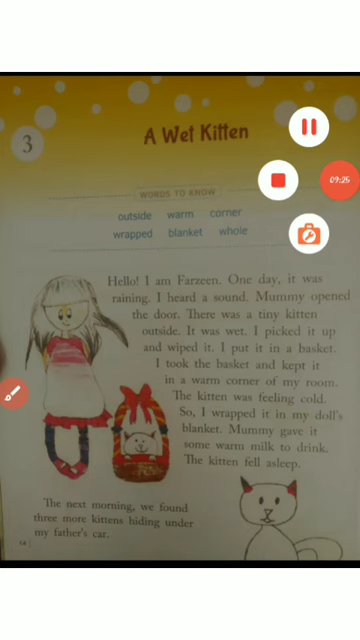 3
A Wet Kitten
09:25
WORDS TO KNOW
outside warm corner
wrapped blanket whole
Hello! I am Farzeen. One day, it was
raining. I heard a sound. Mummy opened
the door. There was a tiny kitten
outside. It was wet. I picked it up
and wiped it. I put it in a basket.
I took the basket and kept it
in a warm corner of my room.
The kitten was feeling cold.
So, I wrapped it in my doll's
blanket. Mummy gave it
some warm milk to drink.
The kitten fell asleep.
The next morning, we found
three more kittens hiding under
my father's car.
14